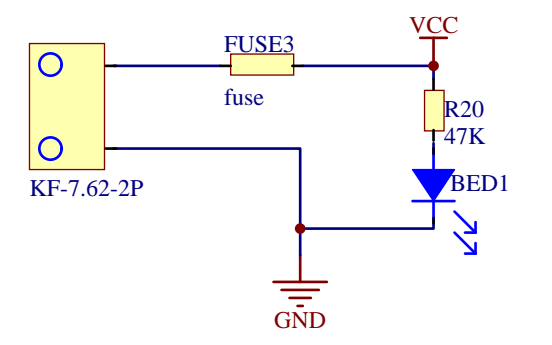 VCC
FUSE3
fuse
R20
47K
KF-7.62-2P
BED1
GND